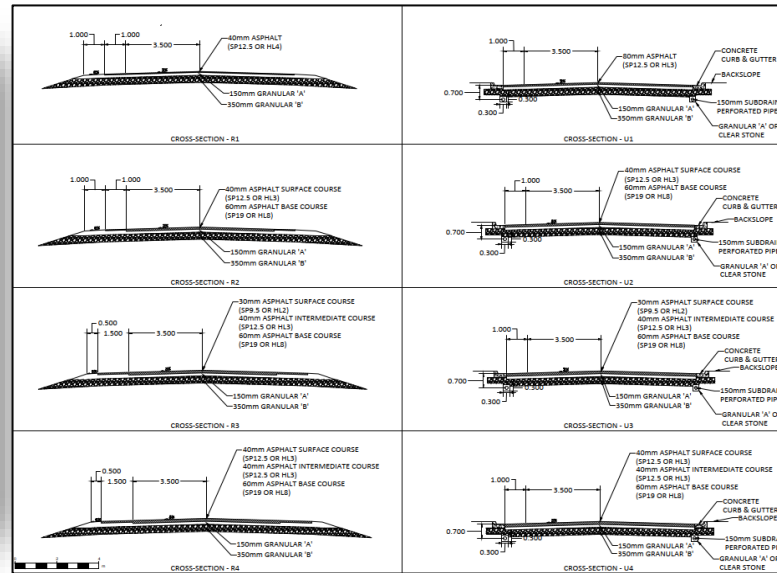 1.000
1.000
3.500
40mm ASPHALT
(SP12.5 OR HL4)
150mm GRANULAR 'A'
350mm GRANULAR 'B'
CROSS-SECTION - R1
1.000
3.500
80mm ASPHALT
(SP12.5 OR HL3)
CONCRETE
CURB & GUTTER
BACKSLOPE
0.700
0.300
0.300
150mm GRANULAR 'A'
350mm GRANULAR 'B'
150mm SUBDRAIN
PERFORATED PIPE
GRANULAR 'A' OR
CLEAR STONE
CROSS-SECTION - U1
1.000
1.000
3.500
40mm ASPHALT SURFACE COURSE
(SP12.5 OR HL3)
60mm ASPHALT BASE COURSE
(SP19 OR HL8)
150mm GRANULAR 'A'
350mm GRANULAR 'B'
CROSS-SECTION - R2
1.000
3.500
40mm ASPHALT SURFACE COURSE
(SP12.5 OR HL3)
60mm ASPHALT BASE COURSE
(SP19 OR HL8)
CONCRETE
CURB & GUTTER
BACKSLOPE
0.700
0.300
0.300
150mm GRANULAR 'A'
350mm GRANULAR 'B'
150mm SUBDRAIN
PERFORATED PIPE
GRANULAR 'A' OR
CLEAR STONE
CROSS-SECTION - U2
0.500
1.500
3.500
30mm ASPHALT SURFACE COURSE
(SP9.5 OR HL2)
40mm ASPHALT INTERMEDIATE COURSE
(SP12.5 OR HL3)
60mm ASPHALT BASE COURSE
(SP19 OR HL8)
150mm GRANULAR 'A'
350mm GRANULAR 'B'
CROSS-SECTION - R3
1.000
3.500
30mm ASPHALT SURFACE COURSE
(SP9.5 OR HL2)
40mm ASPHALT INTERMEDIATE COURSE
(SP12.5 OR HL3)
60mm ASPHALT BASE COURSE
(SP19 OR HL8)
CONCRETE
CURB & GUTTER
BACKSLOPE
0.700
0.300
0.300
150mm GRANULAR 'A'
350mm GRANULAR 'B'
150mm SUBDRA
PERFORATED PIP
GRANULAR 'A' O
CLEAR STONE
CROSS-SECTION - U3
0.500
1.500
3.500
40mm ASPHALT SURFACE COURSE
(SP12.5 OR HL3)
40mm ASPHALT INTERMEDIATE COURSE
(SP12.5 OR HL3)
60mm ASPHALT BASE COURSE
(SP19 OR HL8)
150mm GRANULAR 'A'
350mm GRANULAR 'B'
CROSS-SECTION - R4
1.000
3.500
40mm ASPHALT SURFACE COURSE
(SP12.5 OR HL3)
40mm ASPHALT INTERMEDIATE COURSE
(SP12.5 OR HL3)
60mm ASPHALT BASE COURSE
(SP19 OR HL8)
CONCRETE
CURB & GUTTER
BACKSLOPE
0.700
0.300
0.300
150mm GRANULAR 'A'
350mm GRANULAR 'B'
150mm SUBDRA
PERFORATED PI
GRANULAR 'A' O
CLEAR STONE
CROSS-SECTION - U4